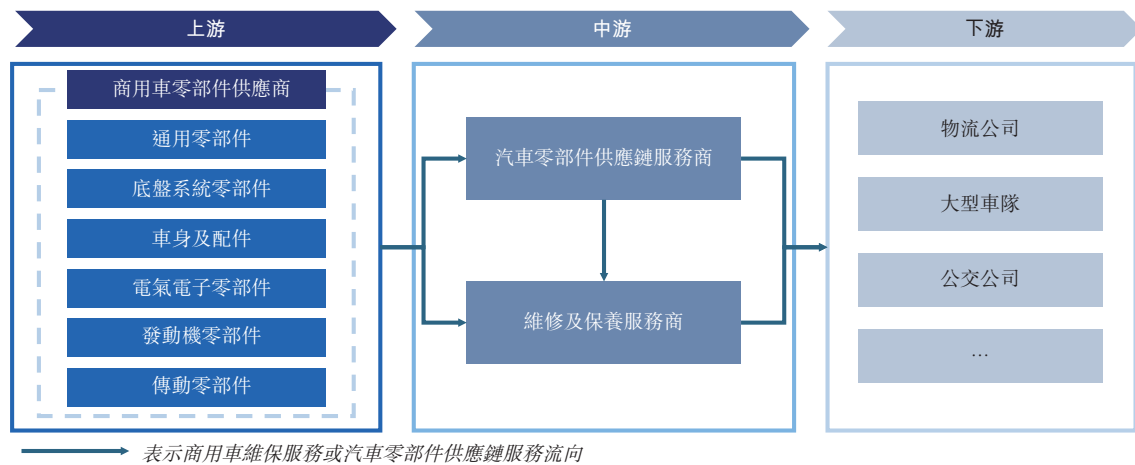 上游
中游
下游
商用車零部件供應商
通用零部件
底盤系統零部件
車身及配件
電氣電子零部件
發動機零部件
傳動零部件
汽車零部件供應鏈服務商
維修及保養服務商
物流公司
大型車隊
公交公司
…
表示商用車維保服務或汽車零部件供應鏈服務流向